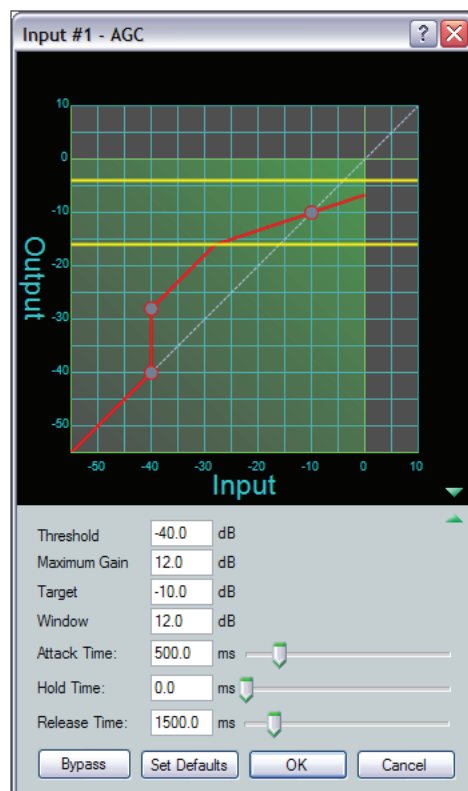 Input #1 - AGC
?
10
0
-10
-20
-30
-40
-50
Output
-50
-40
-30
-20
-10
0
10
Input
Threshold -40.0 dB
Maximum Gain 12.0 dB
Target -10.0 dB
Window 12.0 dB
Attack Time: 500.0 ms
Hold Time: 0.0 ms
Release Time: 1500.0 ms
Bypass Set Defaults OK Cancel